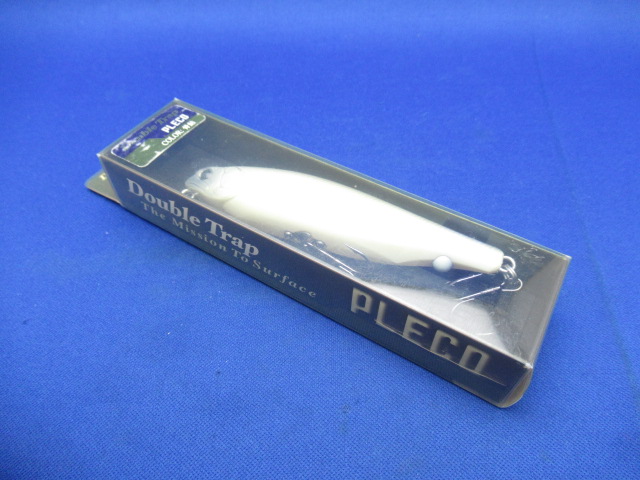 Double Trap
PLECO
COLOR:
Double Trap
The Mission To Surface
PLECO